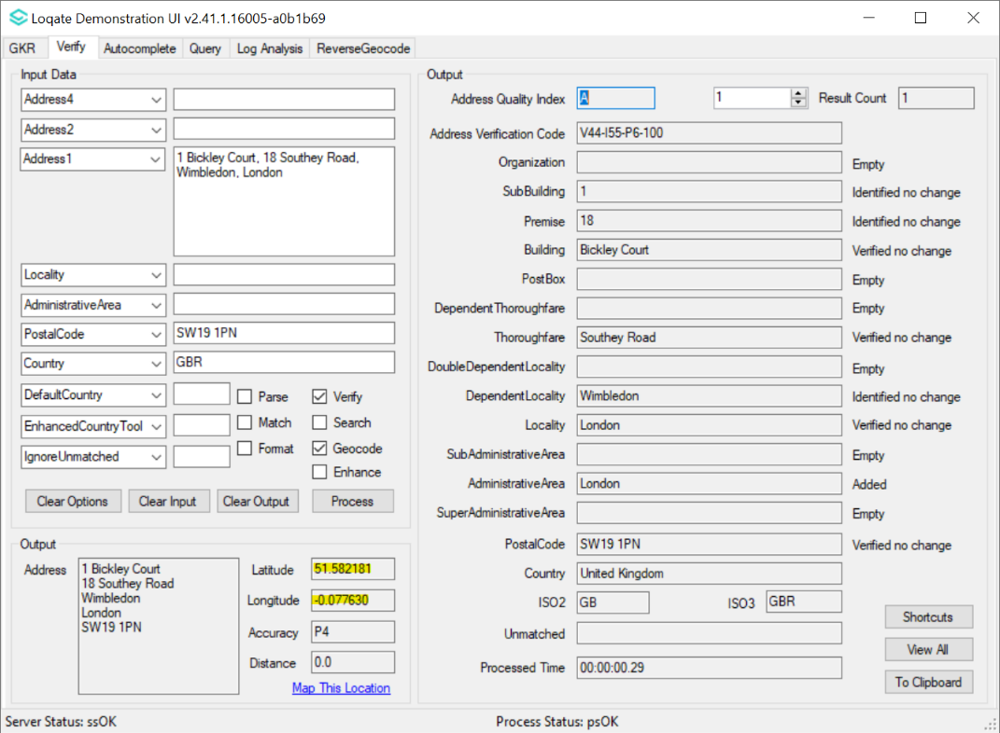 Loqate Demonstration UI v2.41.1.16005-a0b1b69
GKR Verify Autocomplete Query Log Analysis ReverseGeocode
Input Data
Address4
Address2
Address1 1 Bickley Court, 18 Southey Road,
Wimbledon, London
Locality
AdministrativeArea
PostalCode SW19 1PN
Country GBR
DefaultCountry Parse Verify
EnhancedCountryTool Match Search
IgnoreUnmatched Format Geocode
Enhance
Clear Options Clear Input Clear Output Process
Output
Address 1 Bickley Court
18 Southey Road
Wimbledon
London
SW19 1PN
Latitude 51.582181
Longitude -0.077630
Accuracy P4
Distance 0.0
Map This Location
Output
Address Quality Index A 1 Result Count 1
Address Verification Code V44-I55-P6-100
Organization Empty
SubBuilding 1 Identified no change
Premise 18 Identified no change
Building Bickley Court Verified no change
PostBox Empty
DependentThoroughfare Empty
Thoroughfare Southey Road Verified no change
DoubleDependentLocality Empty
DependentLocality Wimbledon Identified no change
Locality London Verified no change
SubAdministrativeArea Empty
AdministrativeArea London Added
SuperAdministrativeArea Empty
PostalCode SW19 1PN Verified no change
Country United Kingdom
ISO2 GB ISO3 GBR
Unmatched
Processed Time 00:00:00.29
Shortcuts
View All
To Clipboard
Server Status: ssOK Process Status: psOK